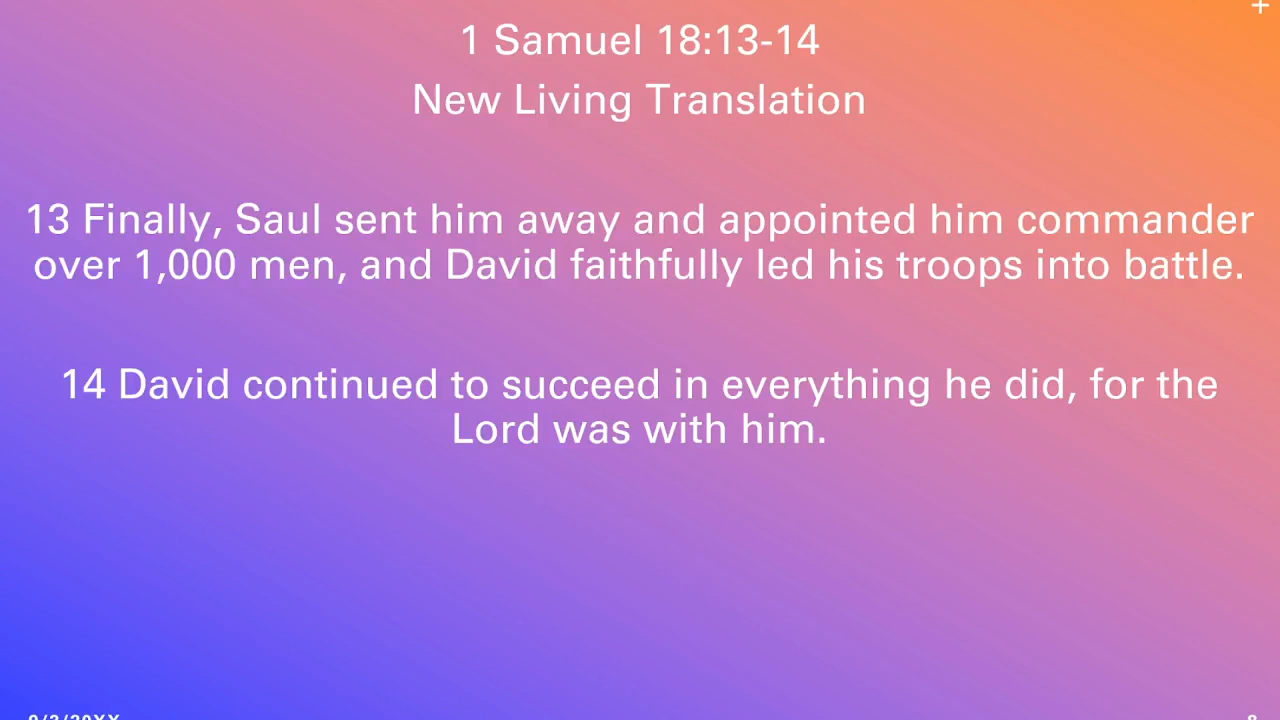 1 Samuel 18:13-14
New Living Translation
13 Finally, Saul sent him away and appointed him commander
over 1,000 men, and David faithfully led his troops into battle.
14 David continued to succeed in everything he did, for the
Lord was with him.